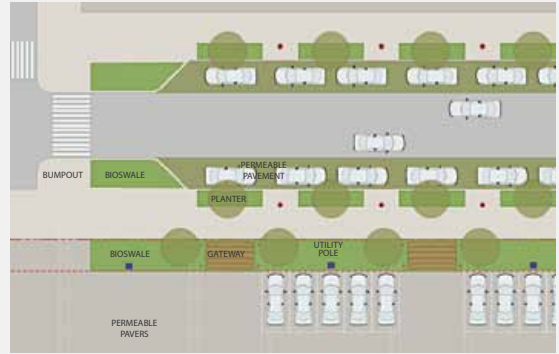 PERMEABLE
PAVEMENT
BUMPOUT
BIOSWALE
PLANTER
BIOSWALE
GATEWAY
UTILITY
POLE
PERMEABLE
PAVERS